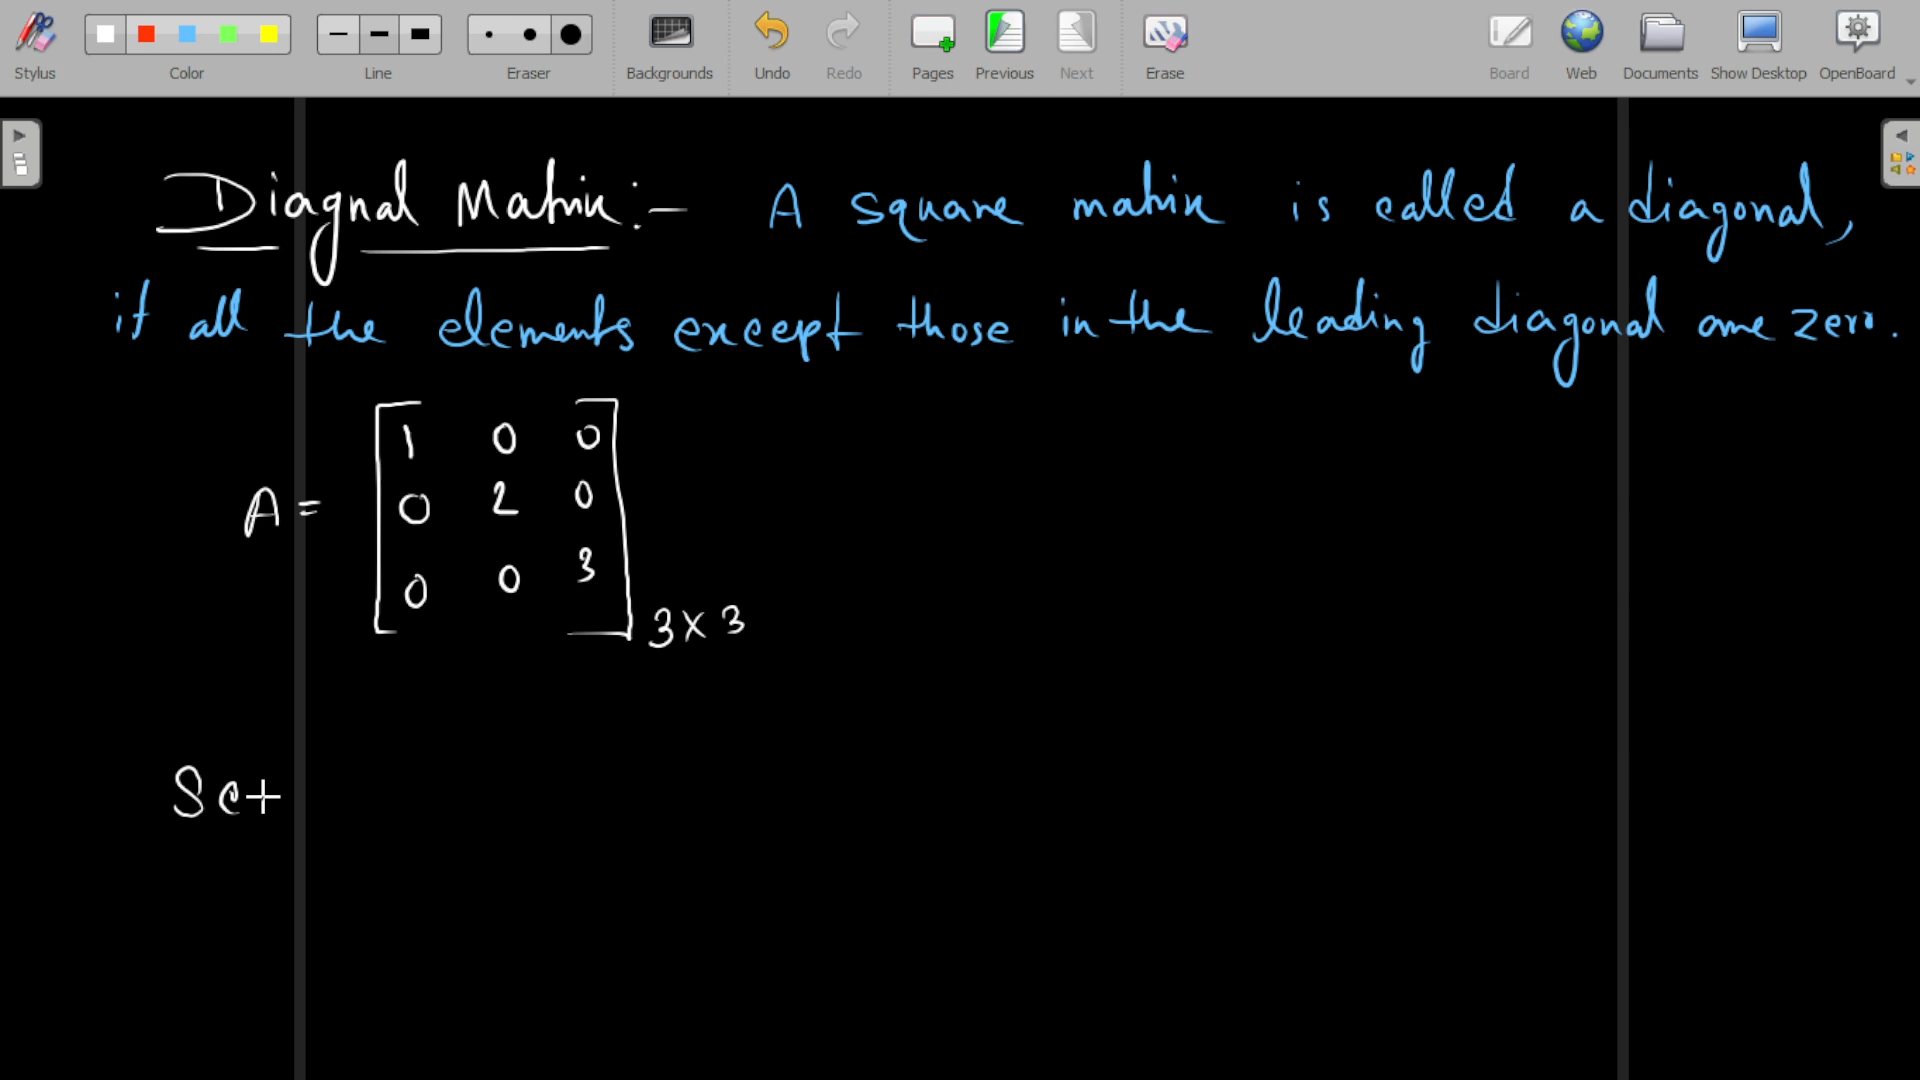 Stylus Color Line Eraser Backgrounds Undo Redo Pages Previous Next Erase Board Web Documents Show Desktop OpenBoard
Diagnal Matrix:- A square matrix is called a diagonal,
if all the elements except those in the leading diagonal are zero.
1 0 0
A = 0 2 0
0 0 3
3 x 3
Sc